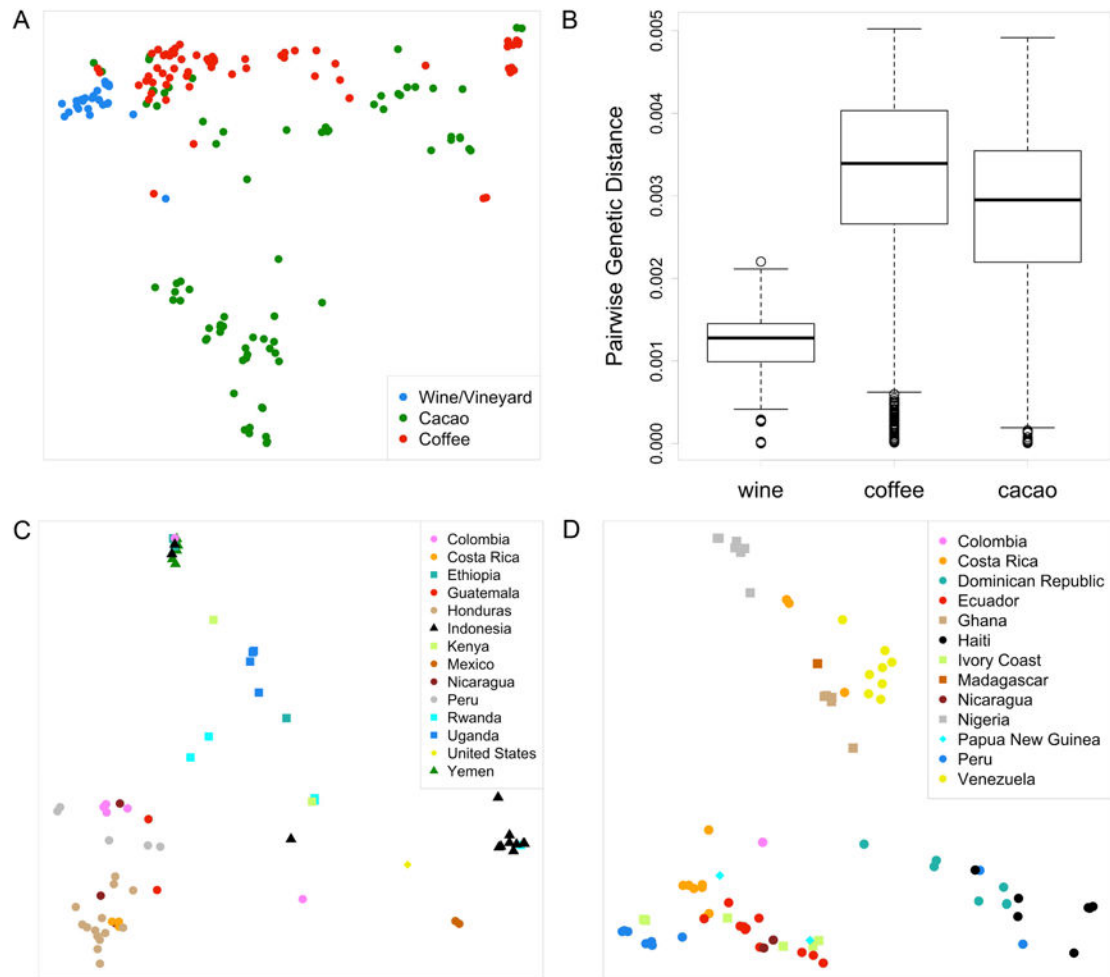 A
Wine/Vineyard
Cacao
Coffee
B
Pairwise Genetic Distance
0.005
0.004
0.003
0.002
0.001
0.000
wine coffee cacao
C
Colombia
Costa Rica
Ethiopia
Guatemala
Honduras
Indonesia
Kenya
Mexico
Nicaragua
Peru
Rwanda
Uganda
United States
Yemen
D
Colombia
Costa Rica
Dominican Republic
Ecuador
Ghana
Haiti
Ivory Coast
Madagascar
Nicaragua
Nigeria
Papua New Guinea
Peru
Venezuela